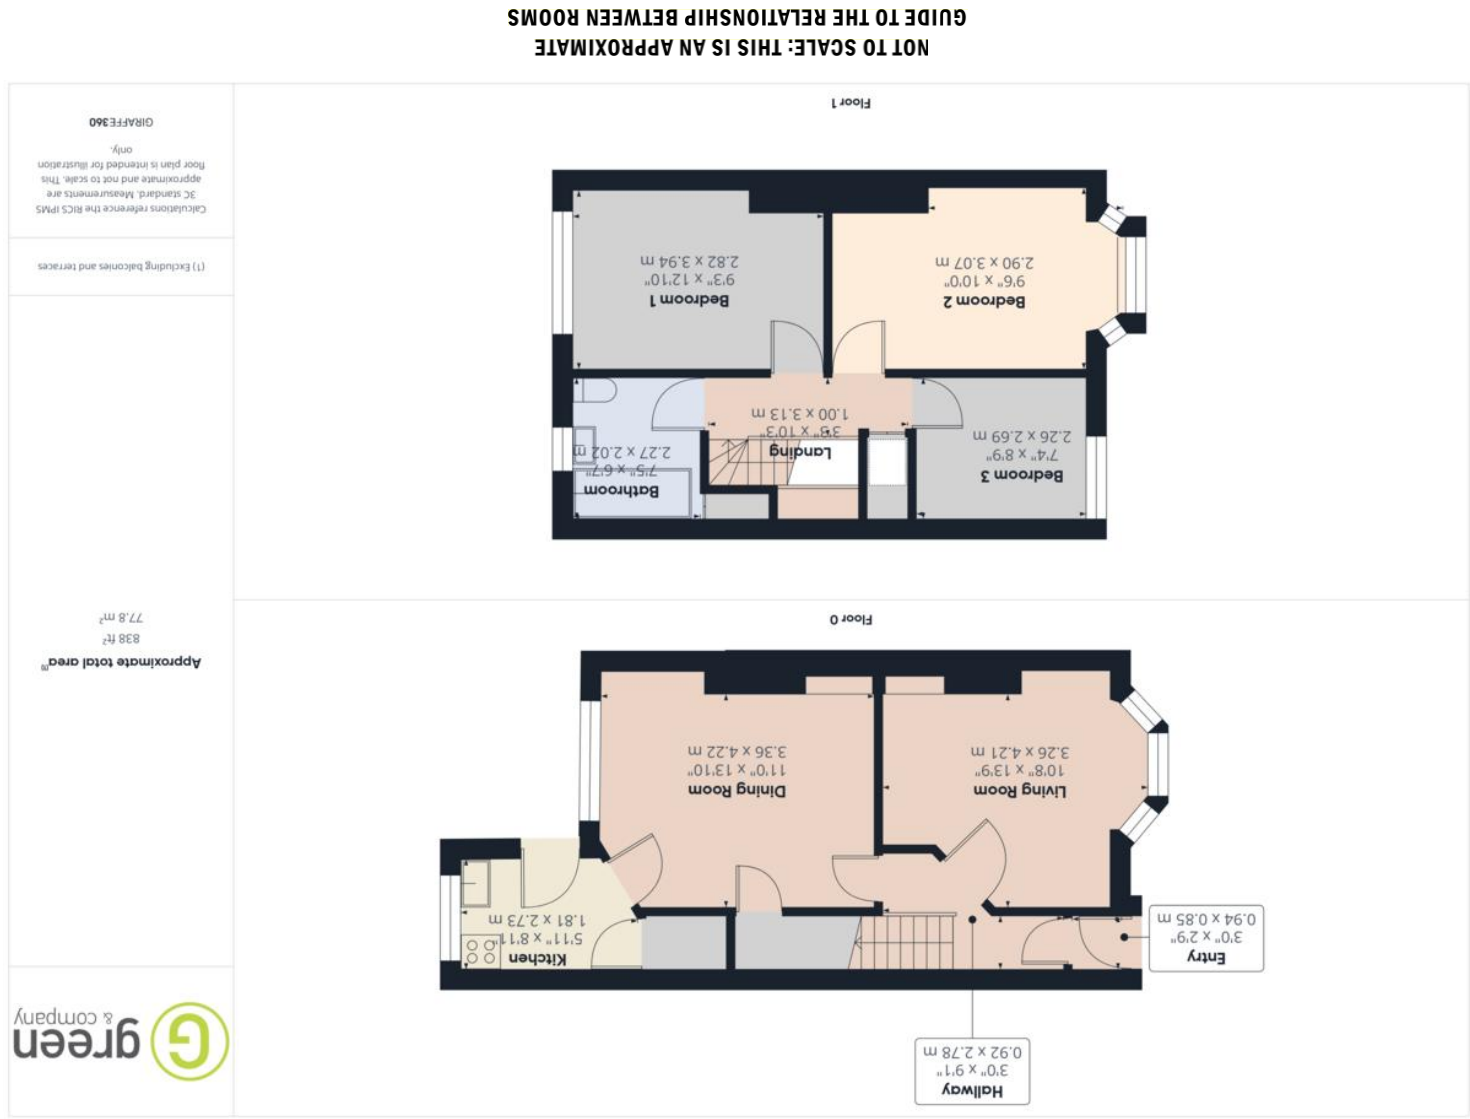 green
& company
Approximate total area⁽¹⁾
838 ft²
77.8 m²
(1) Excluding balconies and terraces
Calculations reference the RICS IPMS
3C standard. Measurements are
approximate and not to scale. This
floor plan is intended for illustration
only.
GIRAFFE360
Hallway
3'0" x 9'1"
0.92 x 2.78 m
Entry
3'0" x 2'9"
0.94 x 0.85 m
Kitchen
5'11" x 8'11"
1.81 x 2.73 m
Living Room
10'8" x 13'9"
3.26 x 4.21 m
Dining Room
11'0" x 13'10"
3.36 x 4.22 m
Floor 0
Bathroom
7'5" x 6'7"
2.27 x 2.02 m
Landing
3'3" x 10'3"
1.00 x 3.13 m
Bedroom 3
7'4" x 8'9"
2.26 x 2.69 m
Bedroom 2
9'6" x 10'0"
2.90 x 3.07 m
Bedroom 1
9'3" x 12'10"
2.82 x 3.94 m
Floor 1
NOT TO SCALE: THIS IS AN APPROXIMATE
GUIDE TO THE RELATIONSHIP BETWEEN ROOMS